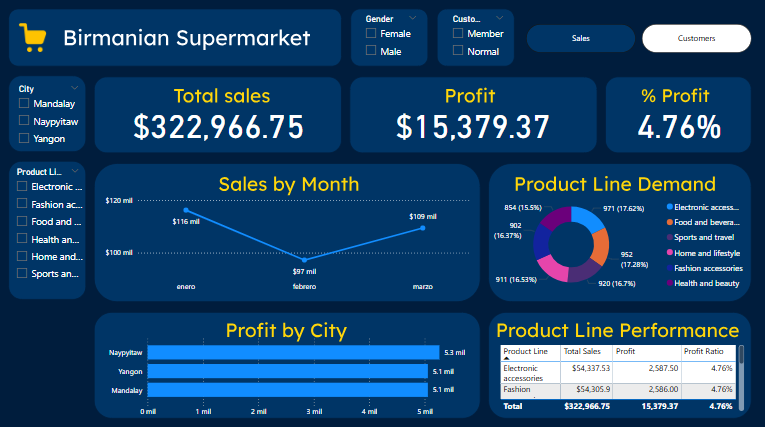 Birmanian Supermarket
Gender
Female
Male
Custo...
Member
Normal
Sales
Customers
City
Mandalay
Naypyitaw
Yangon
Product Li...
Electronic ...
Fashion ac...
Food and ...
Health an...
Home and...
Sports an...
Total sales
$322,966.75
Profit
$15,379.37
% Profit
4.76%
Sales by Month
$120 mil
$100 mil
$116 mil
$97 mil
$109 mil
enero
febrero
marzo
Product Line Demand
854 (15.5%)
971 (17.62%)
902
(16.37%)
952
(17.28%)
911 (16.53%)
920 (16.7%)
Electronic access...
Food and bevera...
Sports and travel
Home and lifestyle
Fashion accessories
Health and beauty
Profit by City
Naypyitaw
5.3 mil
Yangon
5.1 mil
Mandalay
5.1 mil
0 mil
1 mil
2 mil
3 mil
4 mil
5 mil
Product Line Performance
Product Line
Total Sales
Profit
Profit Ratio
Electronic
accessories
$54,337.53
2,587.50
4.76%
Fashion
$54,305.9
2,586.00
4.76%
Total
$322,966.75
15,379.37
4.76%